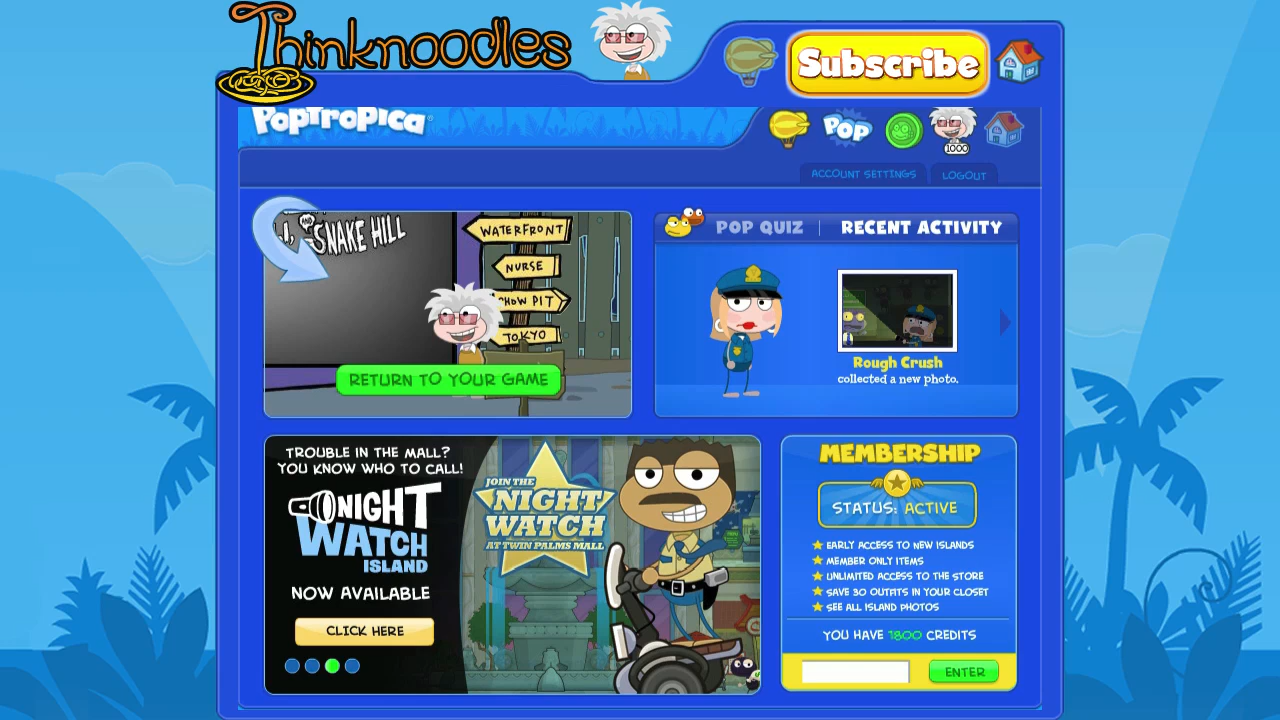 Thinknoodles
Subscribe
PopTropica
POP
1000
ACCOUNT SETTINGS
LOGOUT
AND
SNAKE HILL
WATERFRONT
NURSE
SHOW PIT
TOKYO
RETURN TO YOUR GAME
POP QUIZ
RECENT ACTIVITY
Rough Crush
collected a new photo.
TROUBLE IN THE MALL?
YOU KNOW WHO TO CALL!
NIGHT
WATCH
ISLAND
NOW AVAILABLE
CLICK HERE
JOIN THE
NIGHT
WATCH
AT TWIN PALMS MALL
MEMBERSHIP
STATUS: ACTIVE
EARLY ACCESS TO NEW ISLANDS
MEMBER ONLY ITEMS
UNLIMITED ACCESS TO THE STORE
SAVE 30 OUTFITS IN YOUR CLOSET
SEE ALL ISLAND PHOTOS
YOU HAVE 1800 CREDITS
ENTER